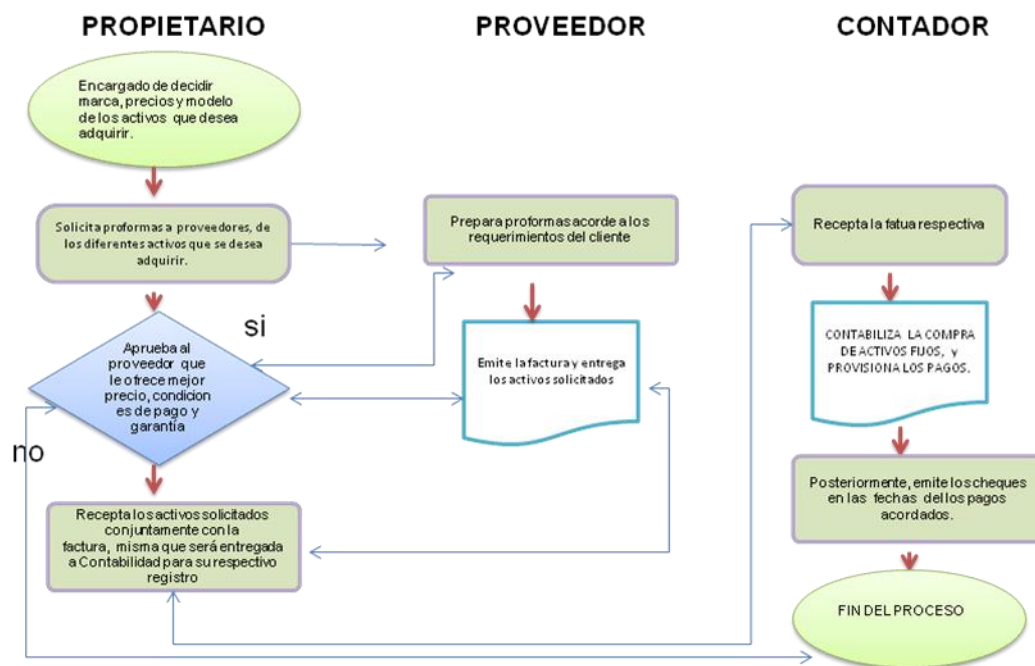 PROPIETARIO
PROVEEDOR
CONTADOR
Encargado de decidir
marca, precios y modelo
de los activos que desea
adquirir.
Solicita proformas a proveedores, de
los diferentes activos que se desea
adquirir.
Prepara proformas acorde a los
requerimientos del cliente
Recepta la fatua respectiva
si
Aprueba al
proveedor que
le ofrece mejor
precio, condicion
es de pago y
garantía
Emite la factura y entrega
los activos solicitados
CONTABILIZA LA COMPRA
DE ACTIVOS FIJOS, y
PROVISIONA LOS PAGOS.
no
Recepta los activos solicitados
conjuntamente con la
factura, misma que será entregada
a Contabilidad para su respectivo
registro
Posteriormente, emite los cheques
en las fechas del los pagos
acordados.
FIN DEL PROCESO